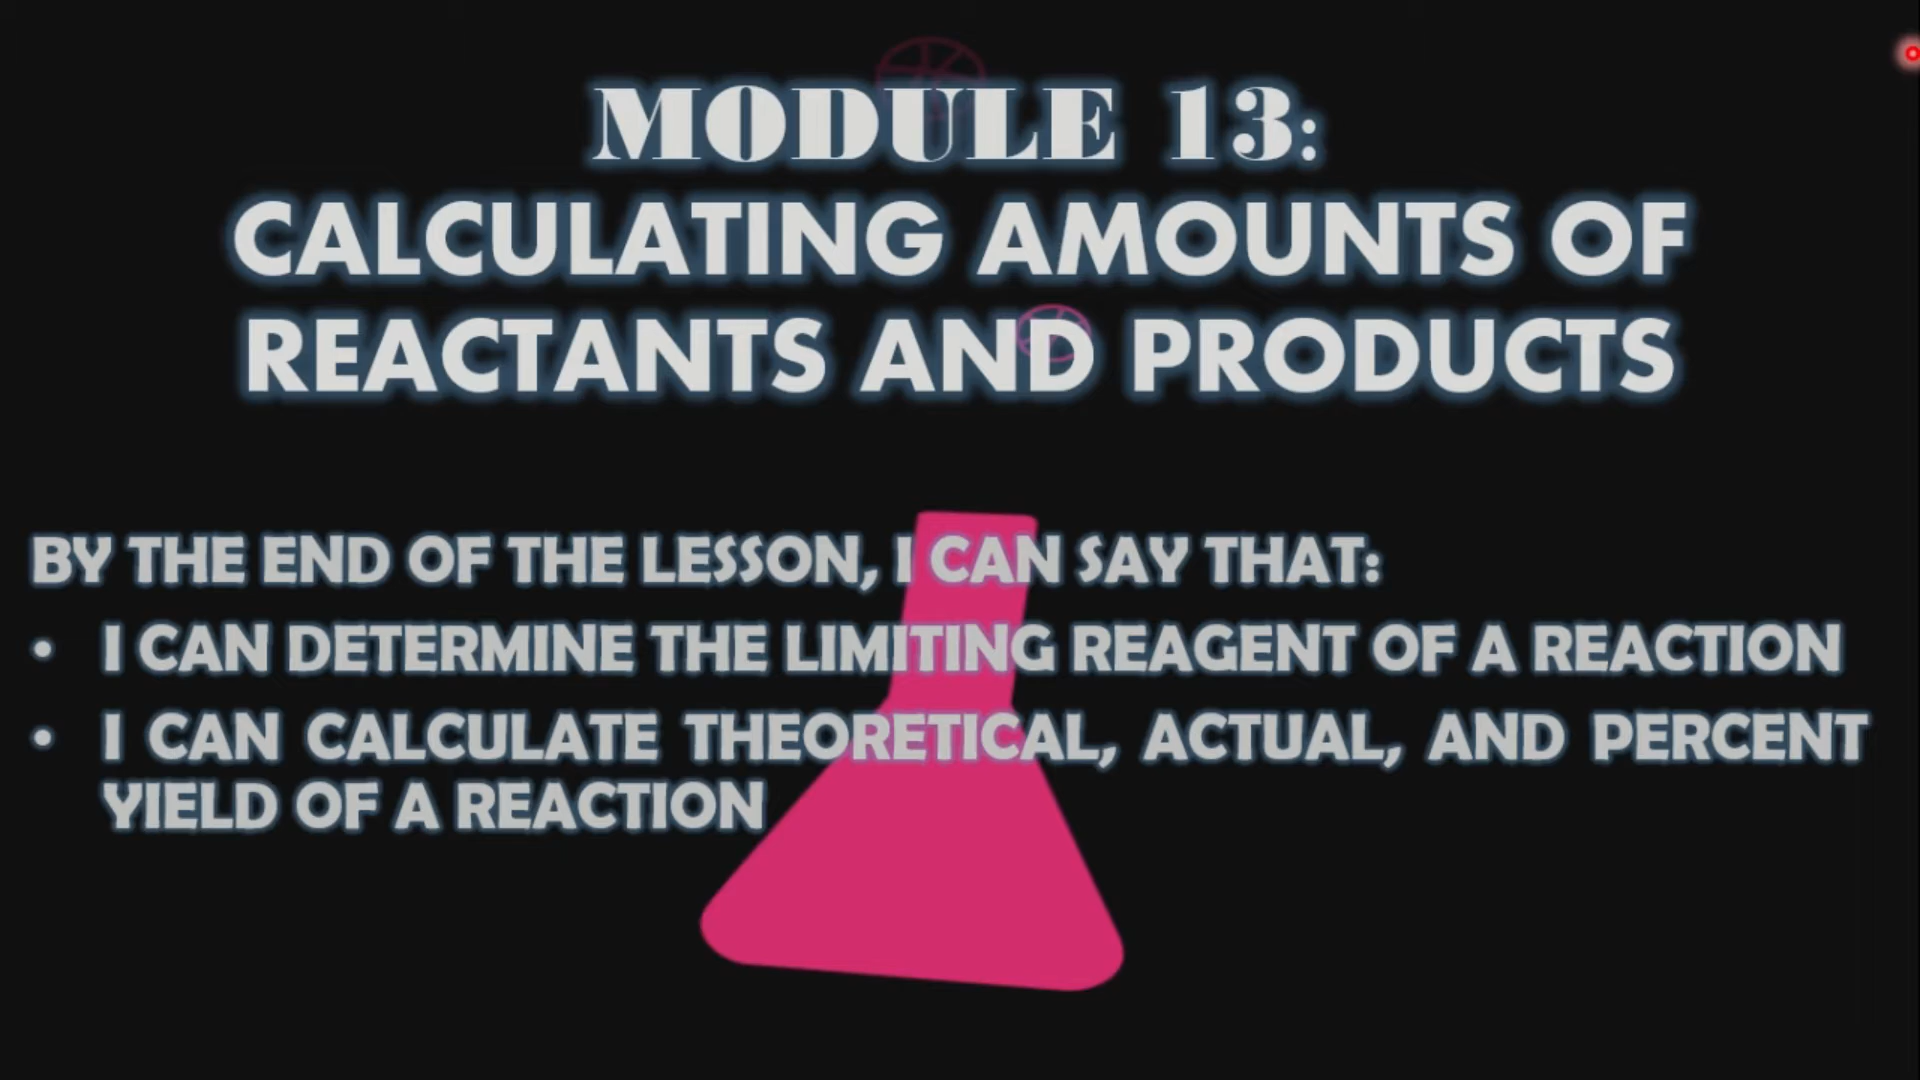 MODULE 13:
CALCULATING AMOUNTS OF
REACTANTS AND PRODUCTS
BY THE END OF THE LESSON, I CAN SAY THAT:
• I CAN DETERMINE THE LIMITING REAGENT OF A REACTION
• I CAN CALCULATE THEORETICAL, ACTUAL, AND PERCENT
YIELD OF A REACTION